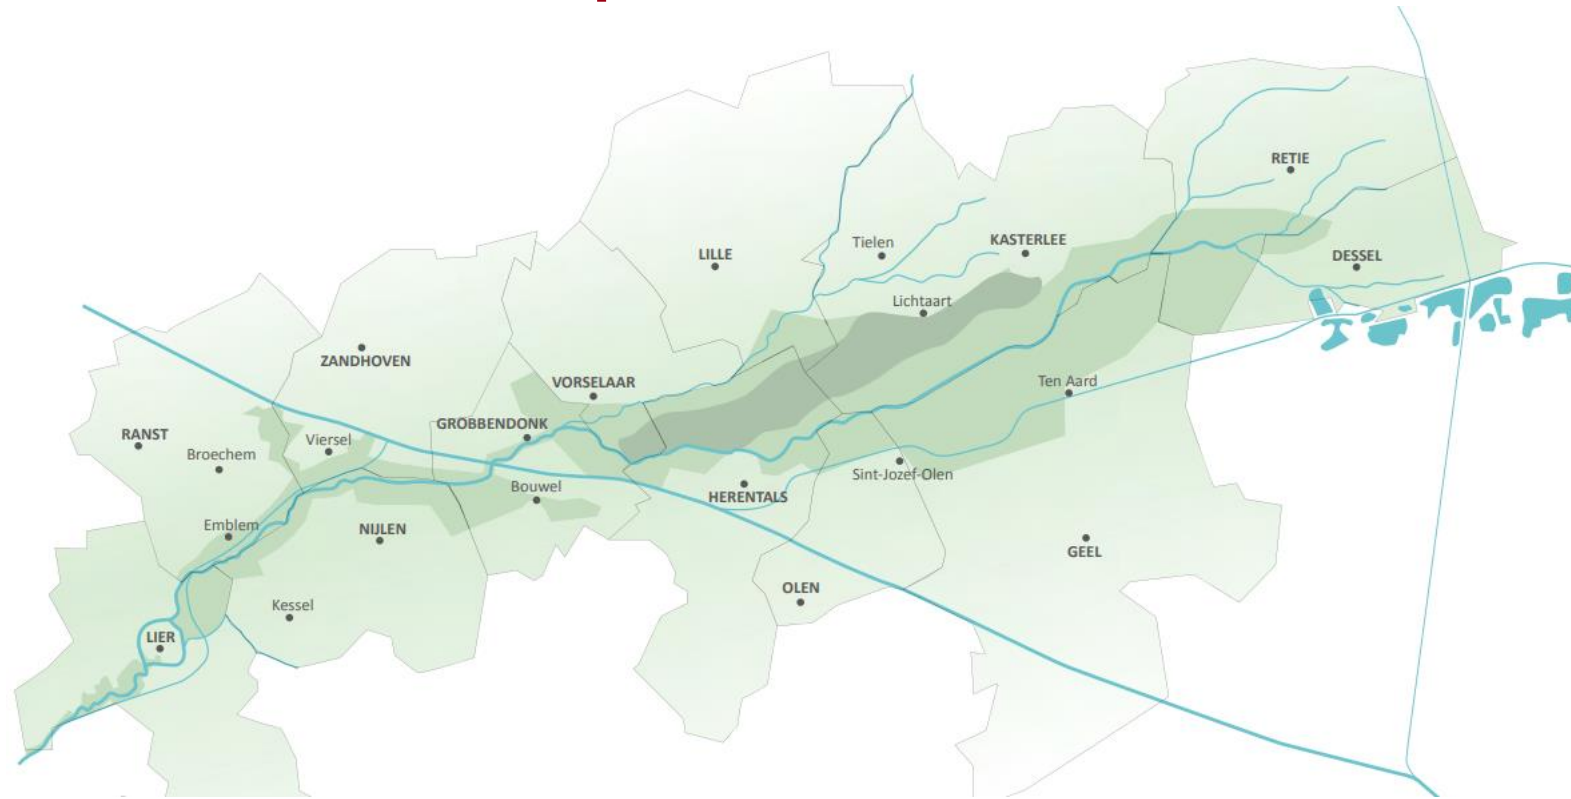 RETIE
KASTERLEE
Tielen
LILLE
DESSEL
Lichtaart
ZANDHOVEN
VORSELAAR
Ten Aard
GROBBENDONK
RANST
Viersel
Broechem
Sint-Jozef-Olen
Bouwel
HERENTALS
Emblem
NIJLEN
GEEL
OLEN
Kessel
LIER